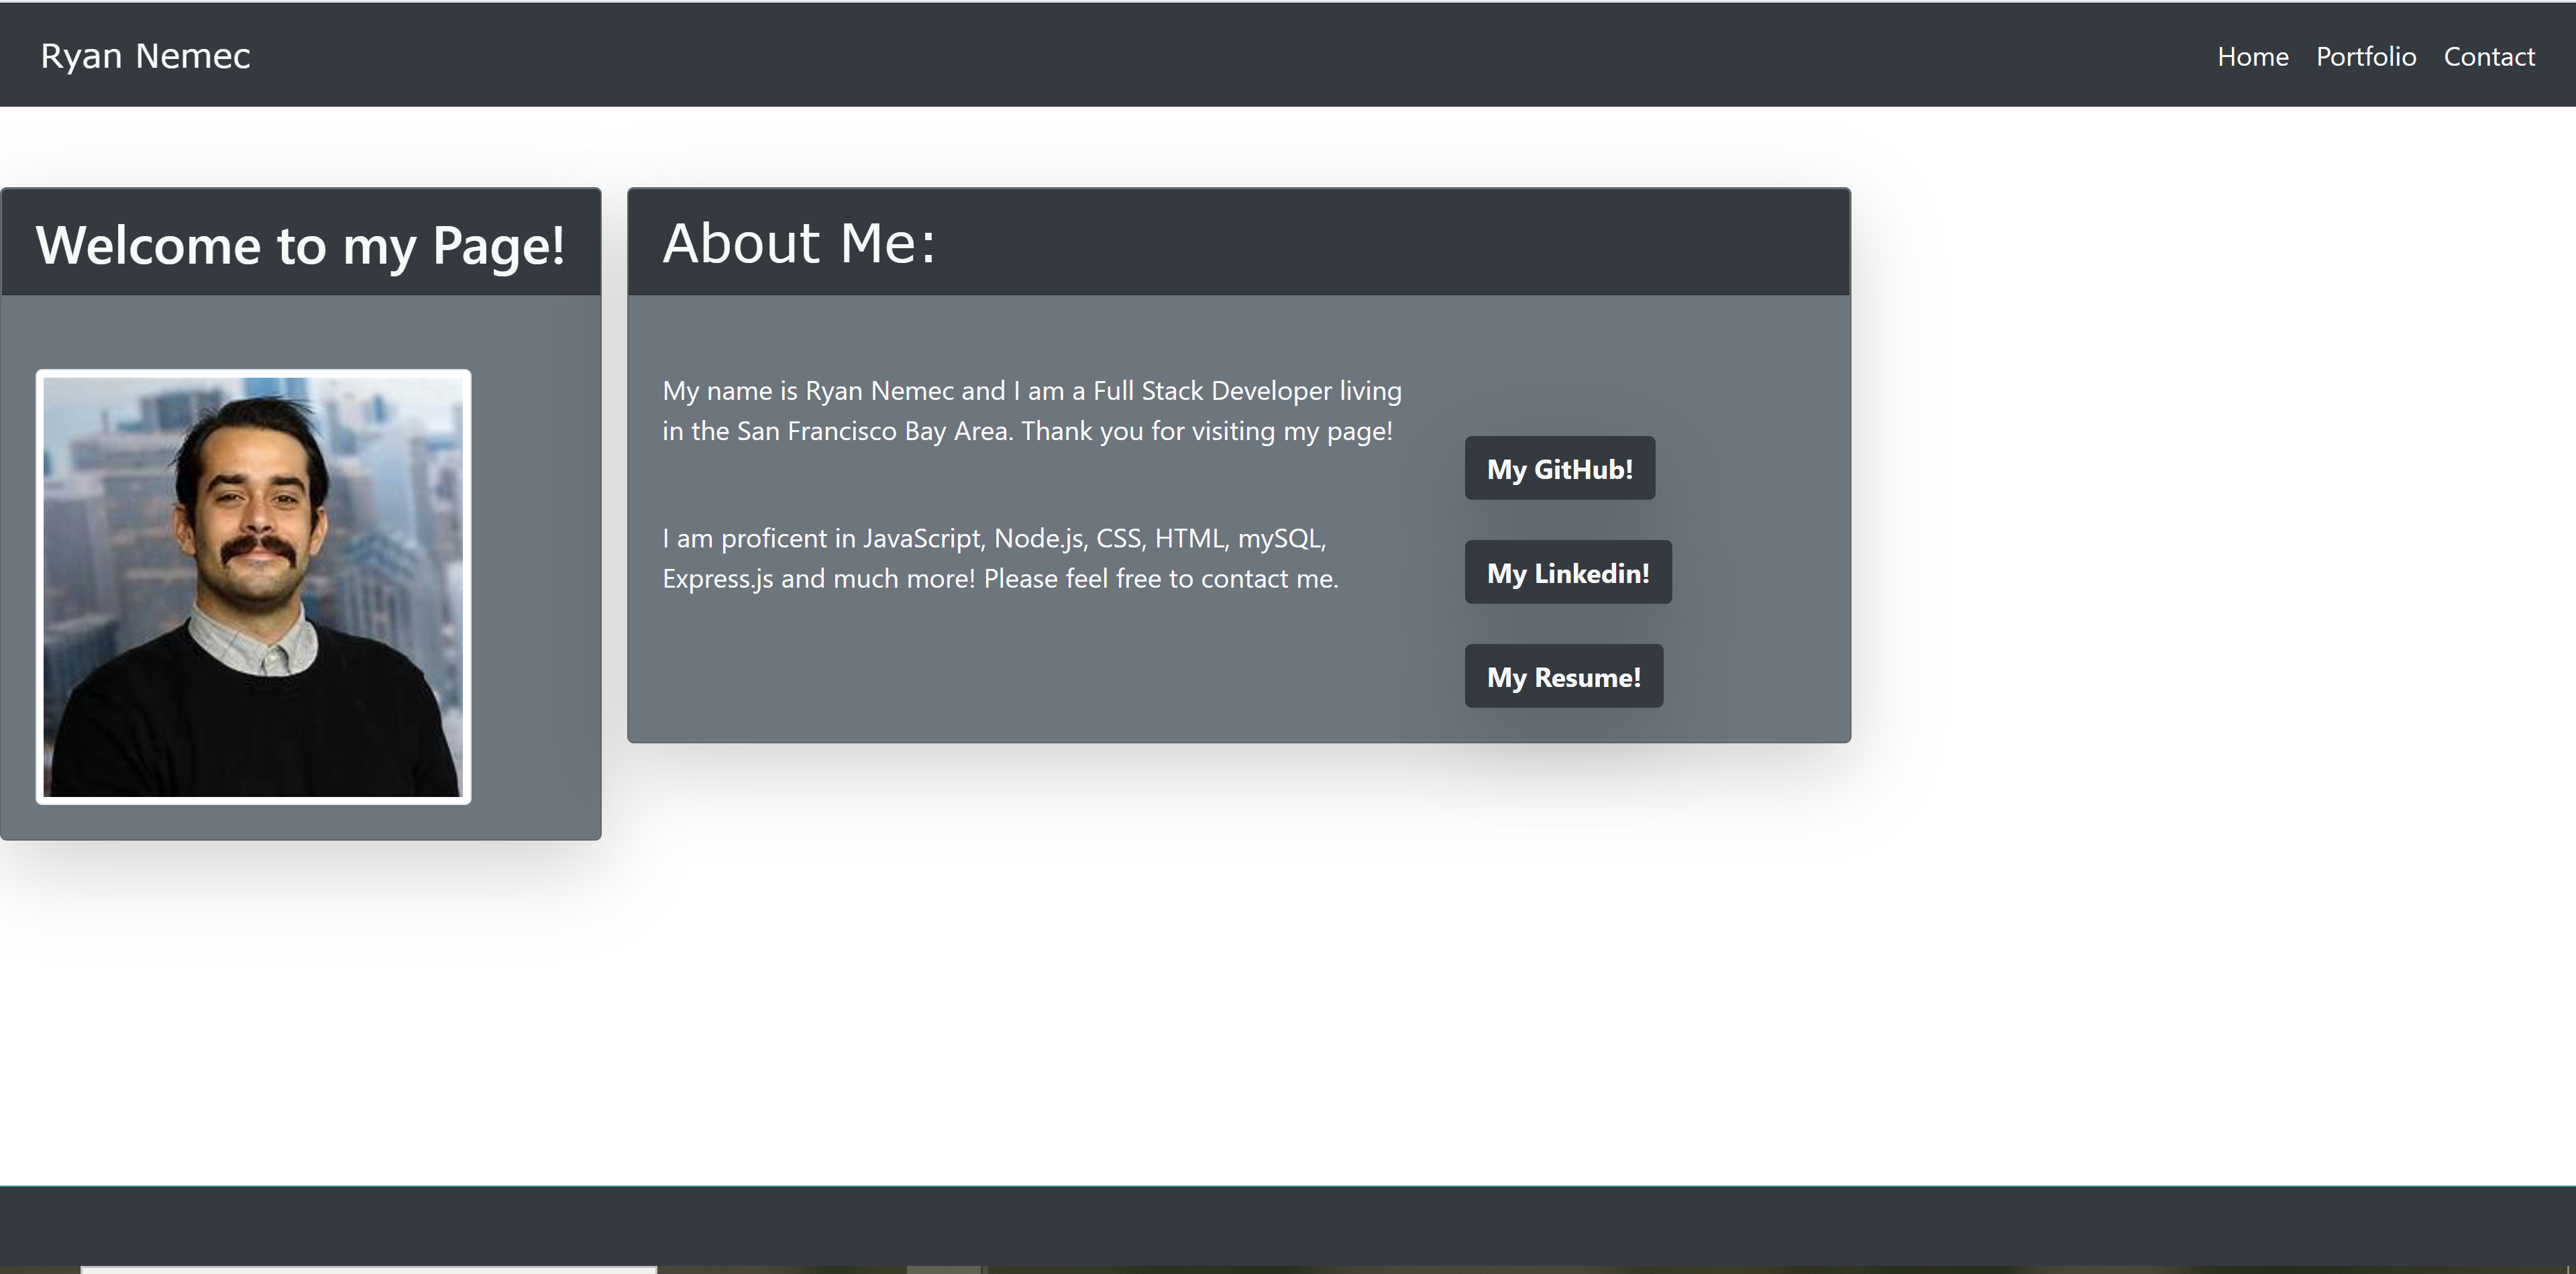 Ryan Nemec
Home Portfolio Contact
Welcome to my Page!
About Me:
My name is Ryan Nemec and I am a Full Stack Developer living
in the San Francisco Bay Area. Thank you for visiting my page!
I am proficent in JavaScript, Node.js, CSS, HTML, mySQL,
Express.js and much more! Please feel free to contact me.
My GitHub!
My Linkedin!
My Resume!